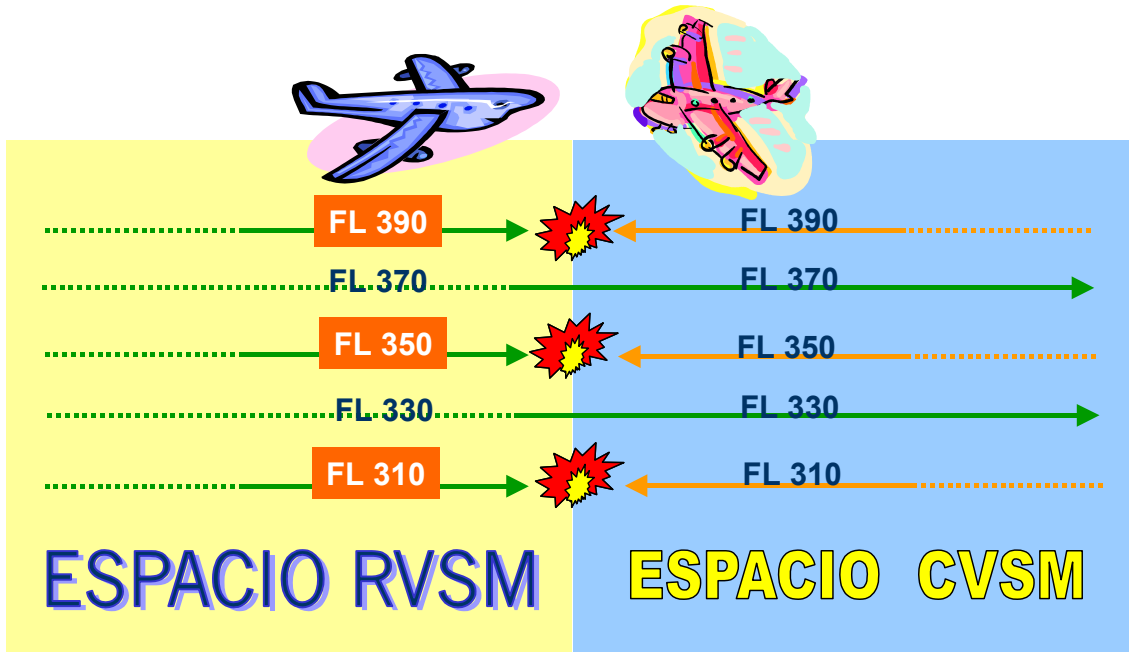 FL 390 FL 390
FL 370 FL 370
FL 350 FL 350
FL 330 FL 330
FL 310 FL 310
ESPACIO RVSM ESPACIO CVSM